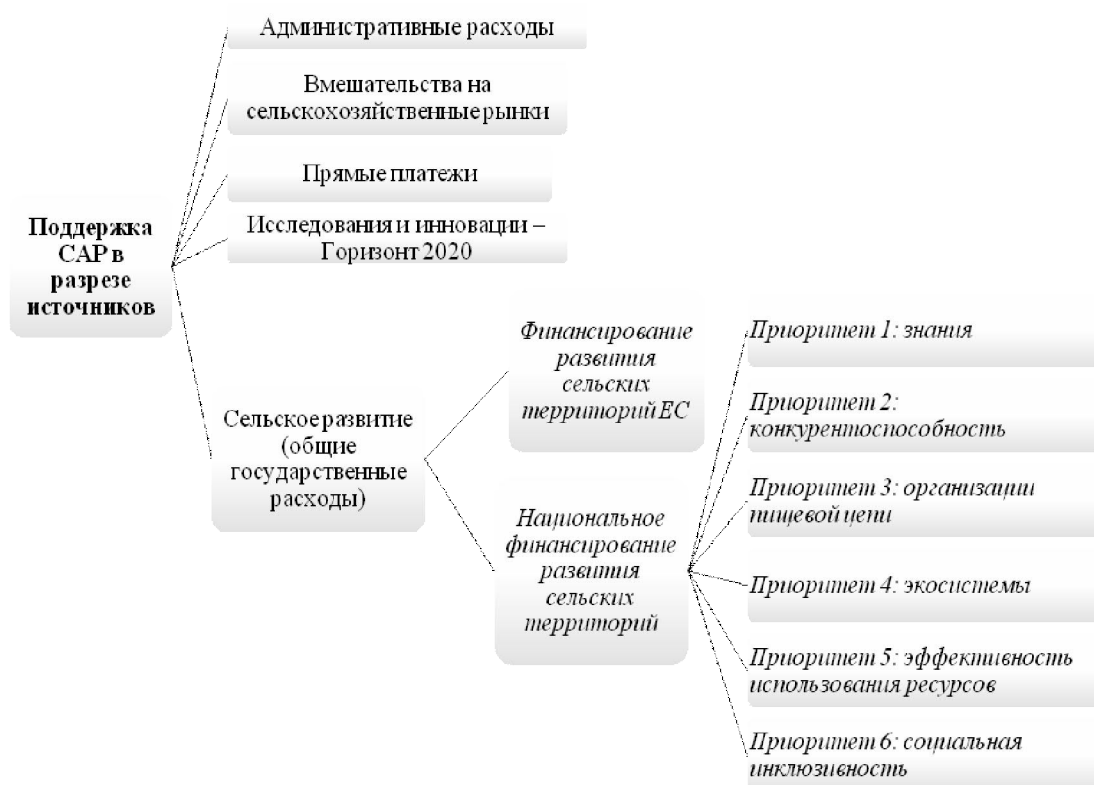 Административные расходы
Вмешательства на
сельскохозяйственные рынки
Прямые платежи
Исследования и инновации –
Горизонт 2020
Поддержка
САР в
разрезе
источников
Сельское развитие
(общие
государственные
расходы)
Финансирование
развития
сельских
территорий ЕС
Национальное
финансирование
развития
сельских
территорий
Приоритет 1: знания
Приоритет 2:
конкурентоспособность
Приоритет 3: организации
пищевой цепи
Приоритет 4: экосистемы
Приоритет 5: эффективность
использования ресурсов
Приоритет 6: социальная
инклюзивность